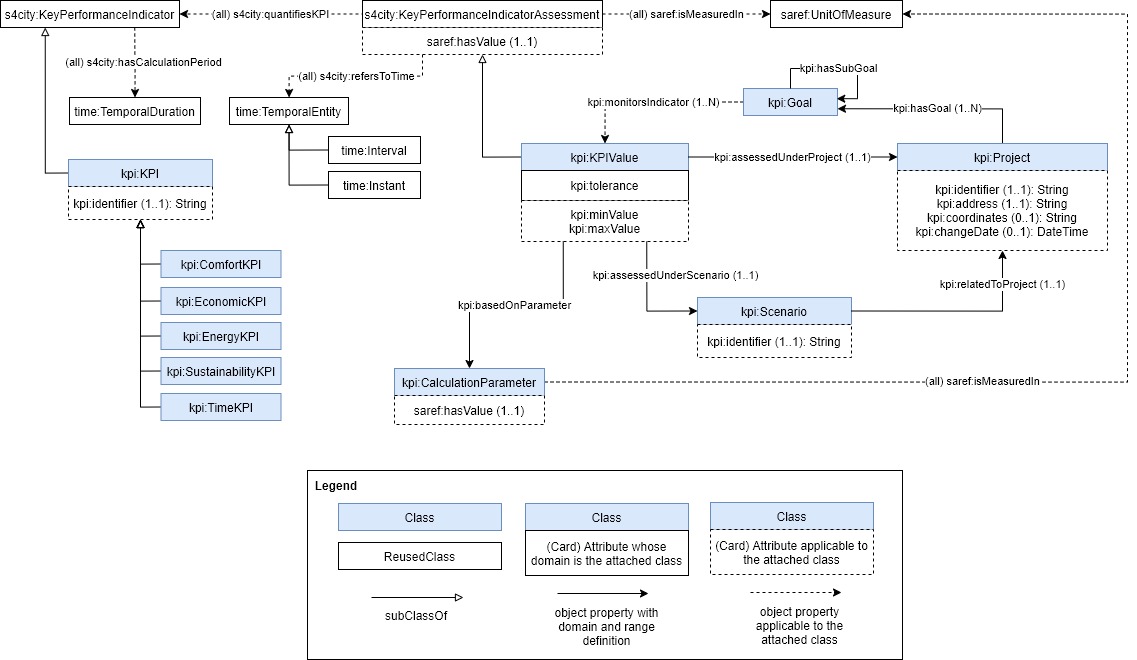 s4city:KeyPerformanceIndicator
(all) s4city:quantifiesKPI
s4city:KeyPerformanceIndicatorAssessment
(all) saref:isMeasuredIn
saref:UnitOfMeasure
saref:hasValue (1..1)
(all) s4city:hasCalculationPeriod
(all) s4city:refersToTime
kpi:hasSubGoal
time:TemporalDuration
time:TemporalEntity
kpi:monitorsIndicator (1..N)
kpi:Goal
kpi:hasGoal (1..N)
time:Interval
time:Instant
kpi:KPI
kpi:identifier (1..1): String
kpi:KPIValue
kpi:tolerance
kpi:minValue
kpi:maxValue
kpi:assessedUnderProject (1..1)
kpi:Project
kpi:identifier (1..1): String
kpi:address (1..1): String
kpi:coordinates (0..1): String
kpi:changeDate (0..1): DateTime
kpi:ComfortKPI
kpi:EconomicKPI
kpi:EnergyKPI
kpi:SustainabilityKPI
kpi:TimeKPI
kpi:assessedUnderScenario (1..1)
kpi:relatedToProject (1..1)
kpi:basedOnParameter
kpi:Scenario
kpi:identifier (1..1): String
kpi:CalculationParameter
saref:hasValue (1..1)
(all) saref:isMeasuredIn
Legend
Class
ReusedClass
subClassOf
Class
(Card) Attribute whose
domain is the attached class
object property with
domain and range
definition
Class
(Card) Attribute applicable to
the attached class
object property
applicable to the
attached class